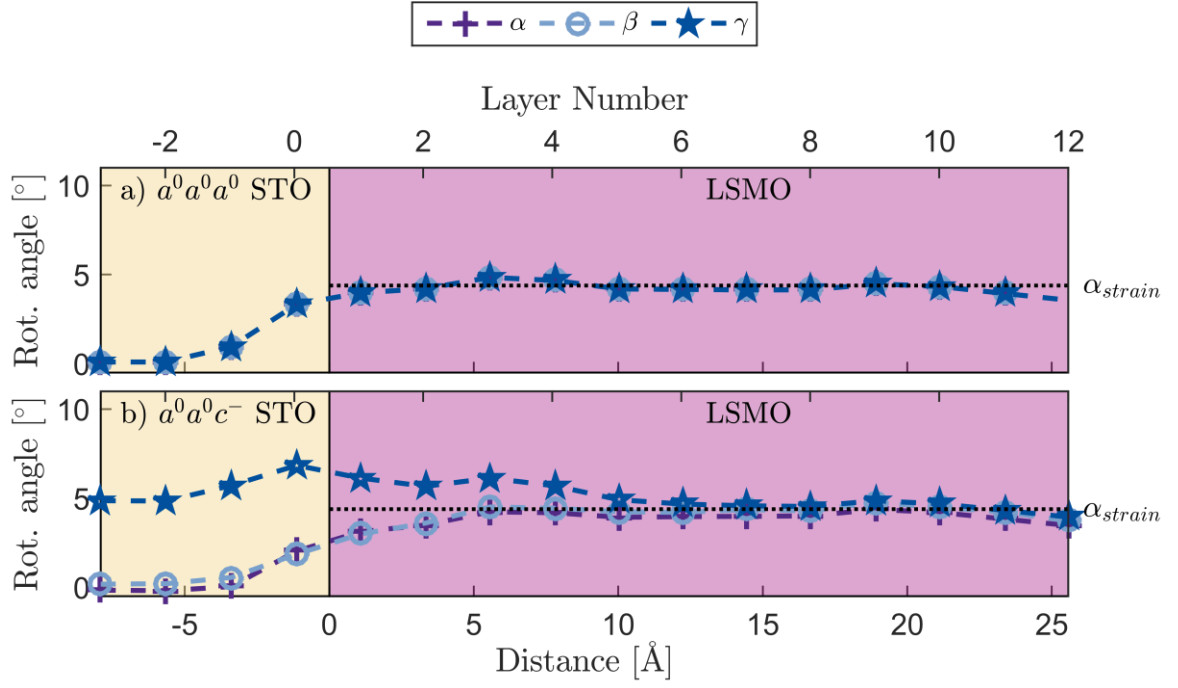 α β γ
Layer Number
-2 0 2 4 6 8 10 12
a) a⁰a⁰a⁰ STO LSMO
Rot. angle [°]
10
5
0
α_strain
b) a⁰a⁰c⁻ STO LSMO
Rot. angle [°]
10
5
0
α_strain
-5 0 5 10 15 20 25
Distance [Å]